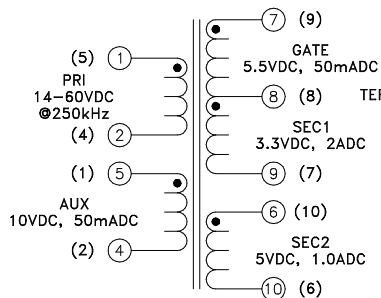 (5) 1
PRI
14-60VDC
@250kHz
(4) 2
(1) 5
AUX
10VDC, 50mADC
(2) 4
7 (9)
GATE
5.5VDC, 50mADC
8 (8) TEF
SEC1
3.3VDC, 2ADC
9 (7)
6 (10)
SEC2
5VDC, 1.0ADC
10 (6)